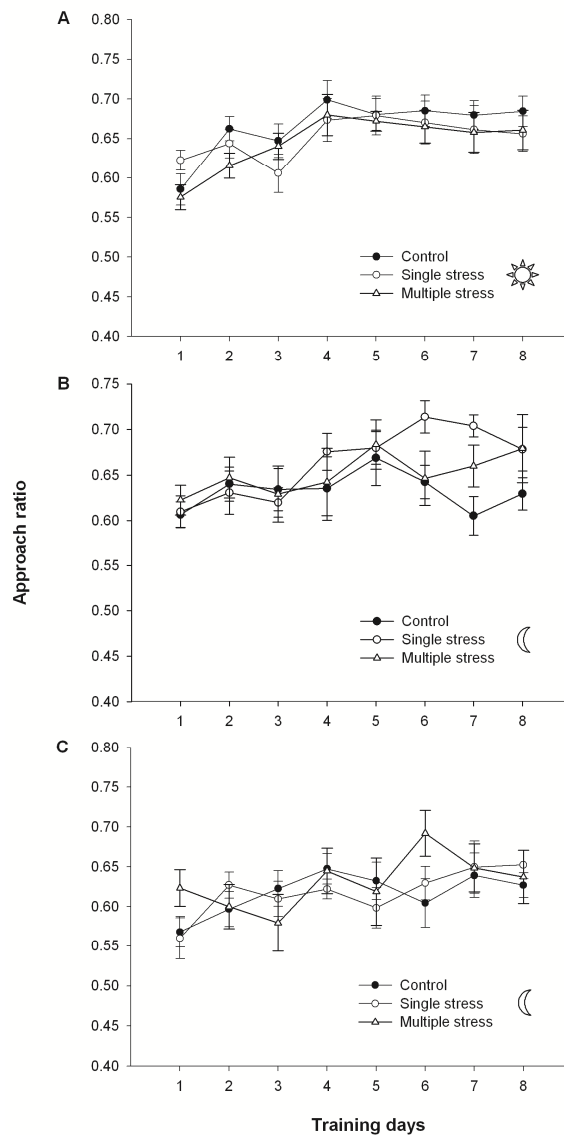 A
0.80
0.75
0.70
0.65
0.60
0.55
0.50
0.45
0.40
Control
Single stress
Multiple stress
1 2 3 4 5 6 7 8
B
0.75
0.70
0.65
0.60
0.55
0.50
0.45
0.40
Control
Single stress
Multiple stress
1 2 3 4 5 6 7 8
Approach ratio
C
0.80
0.75
0.70
0.65
0.60
0.55
0.50
0.45
0.40
Control
Single stress
Multiple stress
1 2 3 4 5 6 7 8
Training days